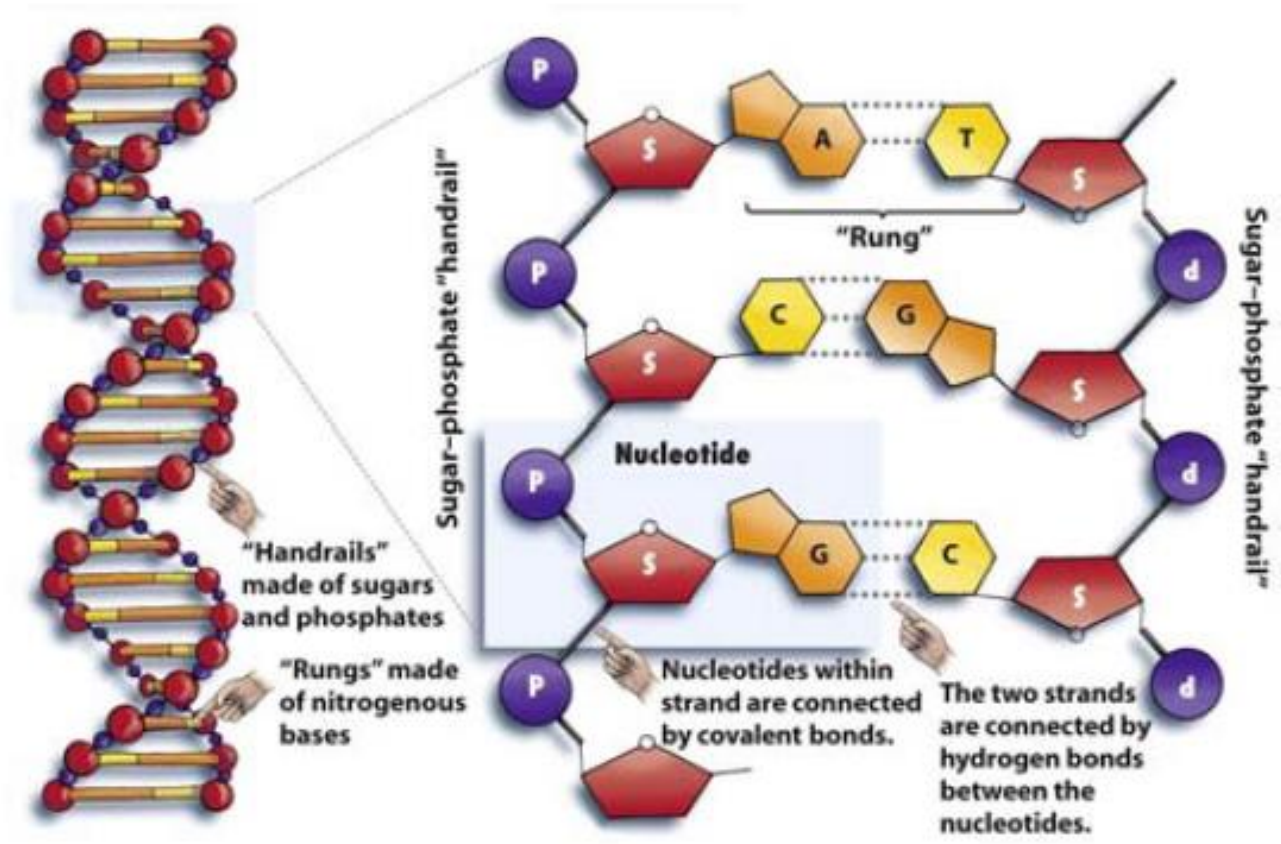 P
S
A
T
S
"Rung"
Sugar–phosphate "handrail"
Sugar–phosphate "handrail"
P
P
C
G
S
S
Nucleotide
P
P
S
G
C
S
"Handrails"
made of sugars
and phosphates
"Rungs" made
of nitrogenous
bases
P
Nucleotides within
strand are connected
by covalent bonds.
The two strands
are connected by
hydrogen bonds
between the
nucleotides.
P